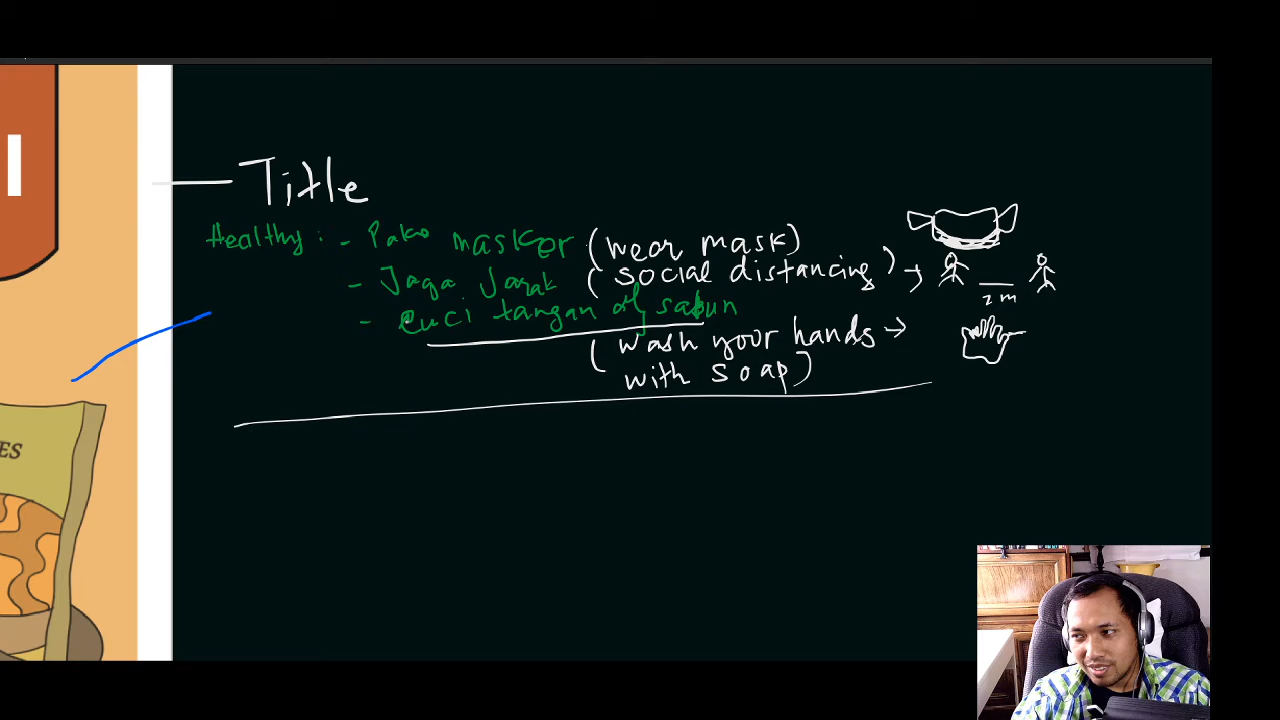 I
Title
Healthy : - Pake masker (wear mask)
- Jaga Jarak (social distancing) →
2 m
- Cuci tangan dg sabun
(wash your hands →
with soap)
ES